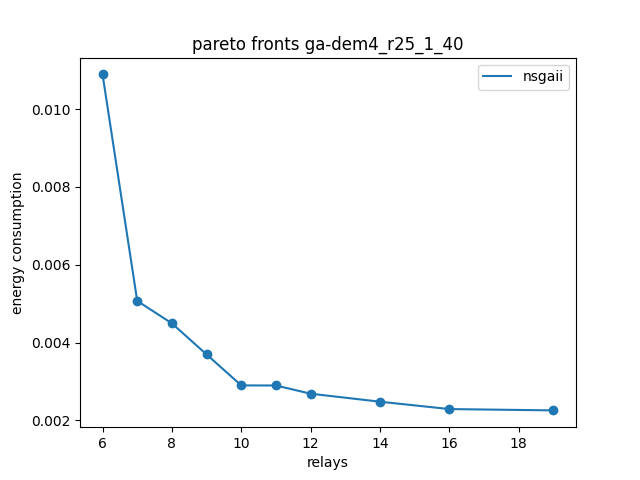 pareto fronts ga-dem4_r25_1_40
nsgaii
energy consumption
0.010
0.008
0.006
0.004
0.002
6 8 10 12 14 16 18
relays